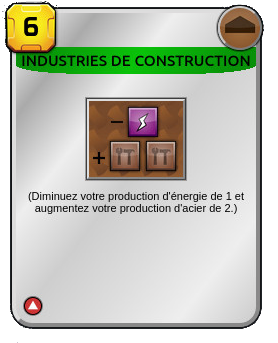 6
INDUSTRIES DE CONSTRUCTION
−
+
(Diminuez votre production d'énergie de 1 et
augmentez votre production d'acier de 2.)